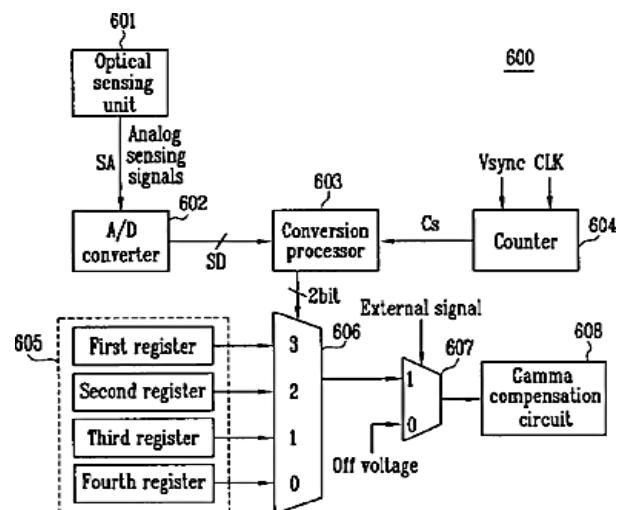 601
Optical
sensing
unit
600
Analog
sensing
signals
SA
Vsync CLK
602
A/D
converter
SD
603
Conversion
processor
Cs
Counter
604
2bit
External signal
605
First register
Second register
Third register
Fourth register
3
2
1
0
606
607
1
0
Off voltage
608
Gamma
compensation
circuit